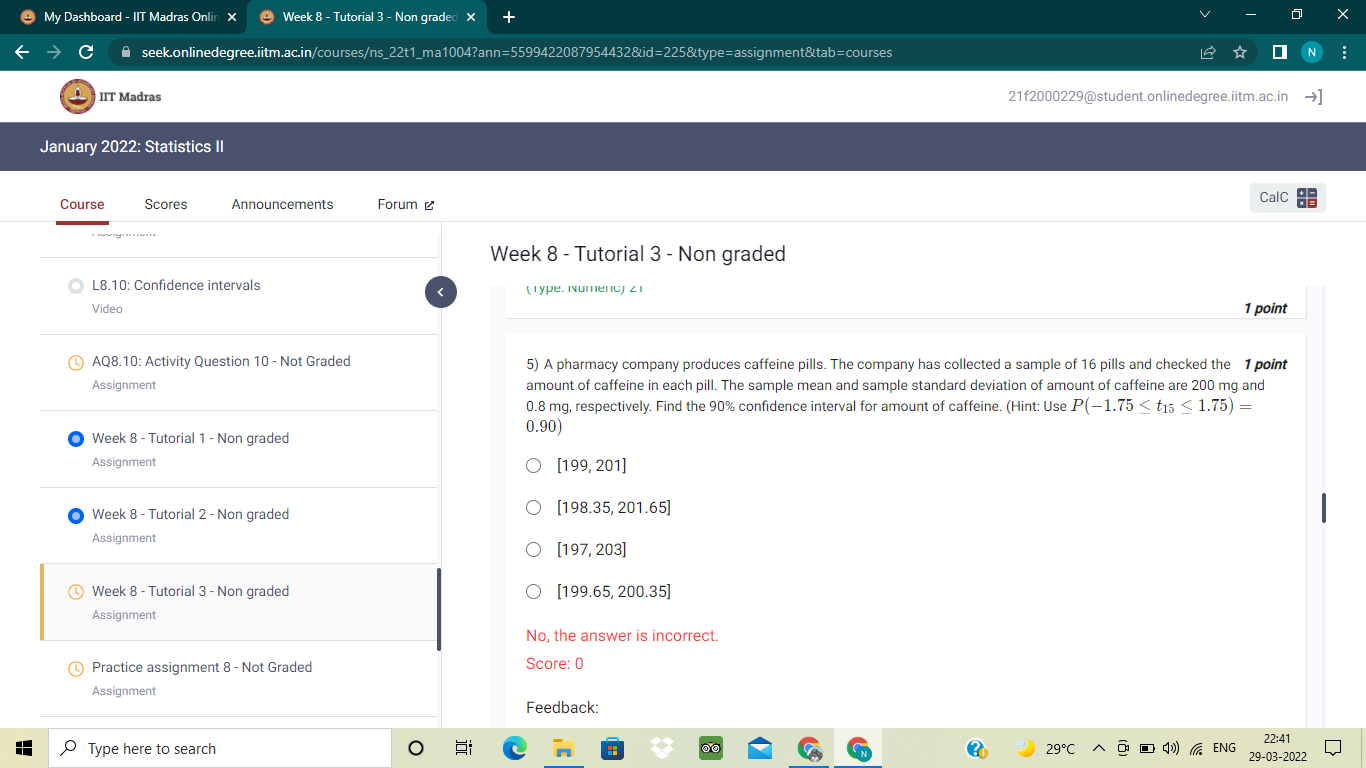 My Dashboard - IIT Madras Onlin
Week 8 - Tutorial 3 - Non graded
seek.onlinedegree.iitm.ac.in/courses/ns_22t1_ma1004?ann=5599422087954432&id=225&type=assignment&tab=courses
N
IIT Madras
21f2000229@student.onlinedegree.iitm.ac.in
January 2022: Statistics II
Course
Scores
Announcements
Forum
CalC
Assignment
L8.10: Confidence intervals
Video
AQ8.10: Activity Question 10 - Not Graded
Assignment
Week 8 - Tutorial 1 - Non graded
Assignment
Week 8 - Tutorial 2 - Non graded
Assignment
Week 8 - Tutorial 3 - Non graded
Assignment
Practice assignment 8 - Not Graded
Assignment
Week 8 - Tutorial 3 - Non graded
(Type: Numeric) 21
1 point
5) A pharmacy company produces caffeine pills. The company has collected a sample of 16 pills and checked the 1 point
amount of caffeine in each pill. The sample mean and sample standard deviation of amount of caffeine are 200 mg and
0.8 mg, respectively. Find the 90% confidence interval for amount of caffeine. (Hint: Use P(−1.75 ≤ t₁₅ ≤ 1.75) =
0.90)
[199, 201]
[198.35, 201.65]
[197, 203]
[199.65, 200.35]
No, the answer is incorrect.
Score: 0
Feedback:
Type here to search
N
29°C
ENG
22:41
29-03-2022